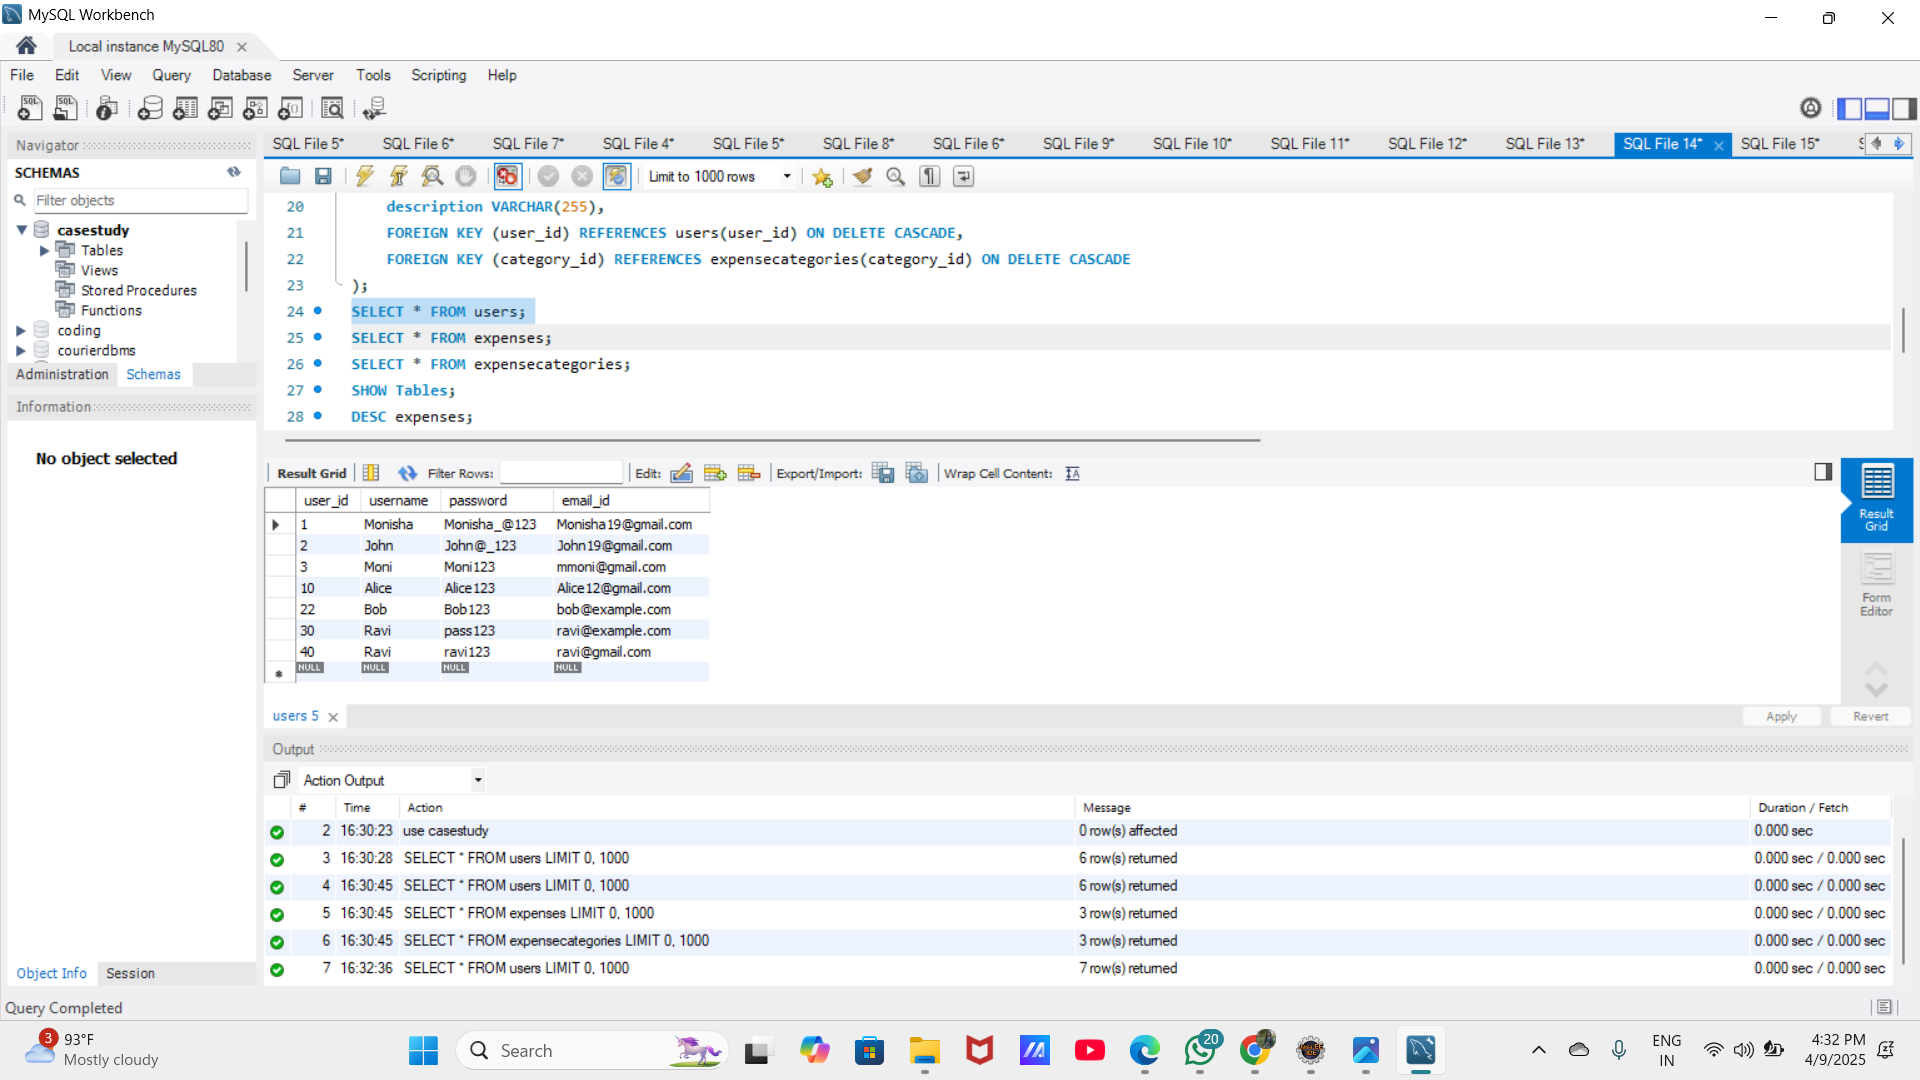 MySQL Workbench
Local instance MySQL80
File Edit View Query Database Server Tools Scripting Help
Navigator
SCHEMAS
Filter objects
casestudy
Tables
Views
Stored Procedures
Functions
coding
courierdbms
Administration Schemas
Information
No object selected
Object Info Session
SQL File 5* SQL File 6* SQL File 7* SQL File 4* SQL File 5* SQL File 8* SQL File 6* SQL File 9* SQL File 10* SQL File 11* SQL File 12* SQL File 13* SQL File 14* SQL File 15*
Limit to 1000 rows
20 description VARCHAR(255),
21 FOREIGN KEY (user_id) REFERENCES users(user_id) ON DELETE CASCADE,
22 FOREIGN KEY (category_id) REFERENCES expensecategories(category_id) ON DELETE CASCADE
23 );
24 SELECT * FROM users;
25 SELECT * FROM expenses;
26 SELECT * FROM expensecategories;
27 SHOW Tables;
28 DESC expenses;
Result Grid Filter Rows: Edit: Export/Import: Wrap Cell Content:
user_id username password email_id
1 Monisha Monisha_@123 Monisha19@gmail.com
2 John John@_123 John19@gmail.com
3 Moni Moni123 mmoni@gmail.com
10 Alice Alice123 Alice12@gmail.com
22 Bob Bob123 bob@example.com
30 Ravi pass123 ravi@example.com
40 Ravi ravi123 ravi@gmail.com
NULL NULL NULL NULL
Result
Grid
Form
Editor
users 5
Apply Revert
Output
Action Output
# Time Action Message Duration / Fetch
2 16:30:23 use casestudy 0 row(s) affected 0.000 sec
3 16:30:28 SELECT * FROM users LIMIT 0, 1000 6 row(s) returned 0.000 sec / 0.000 sec
4 16:30:45 SELECT * FROM users LIMIT 0, 1000 6 row(s) returned 0.000 sec / 0.000 sec
5 16:30:45 SELECT * FROM expenses LIMIT 0, 1000 3 row(s) returned 0.000 sec / 0.000 sec
6 16:30:45 SELECT * FROM expensecategories LIMIT 0, 1000 3 row(s) returned 0.000 sec / 0.000 sec
7 16:32:36 SELECT * FROM users LIMIT 0, 1000 7 row(s) returned 0.000 sec / 0.000 sec
Query Completed
3
93°F
Mostly cloudy
Search
20
ENG
IN
4:32 PM
4/9/2025